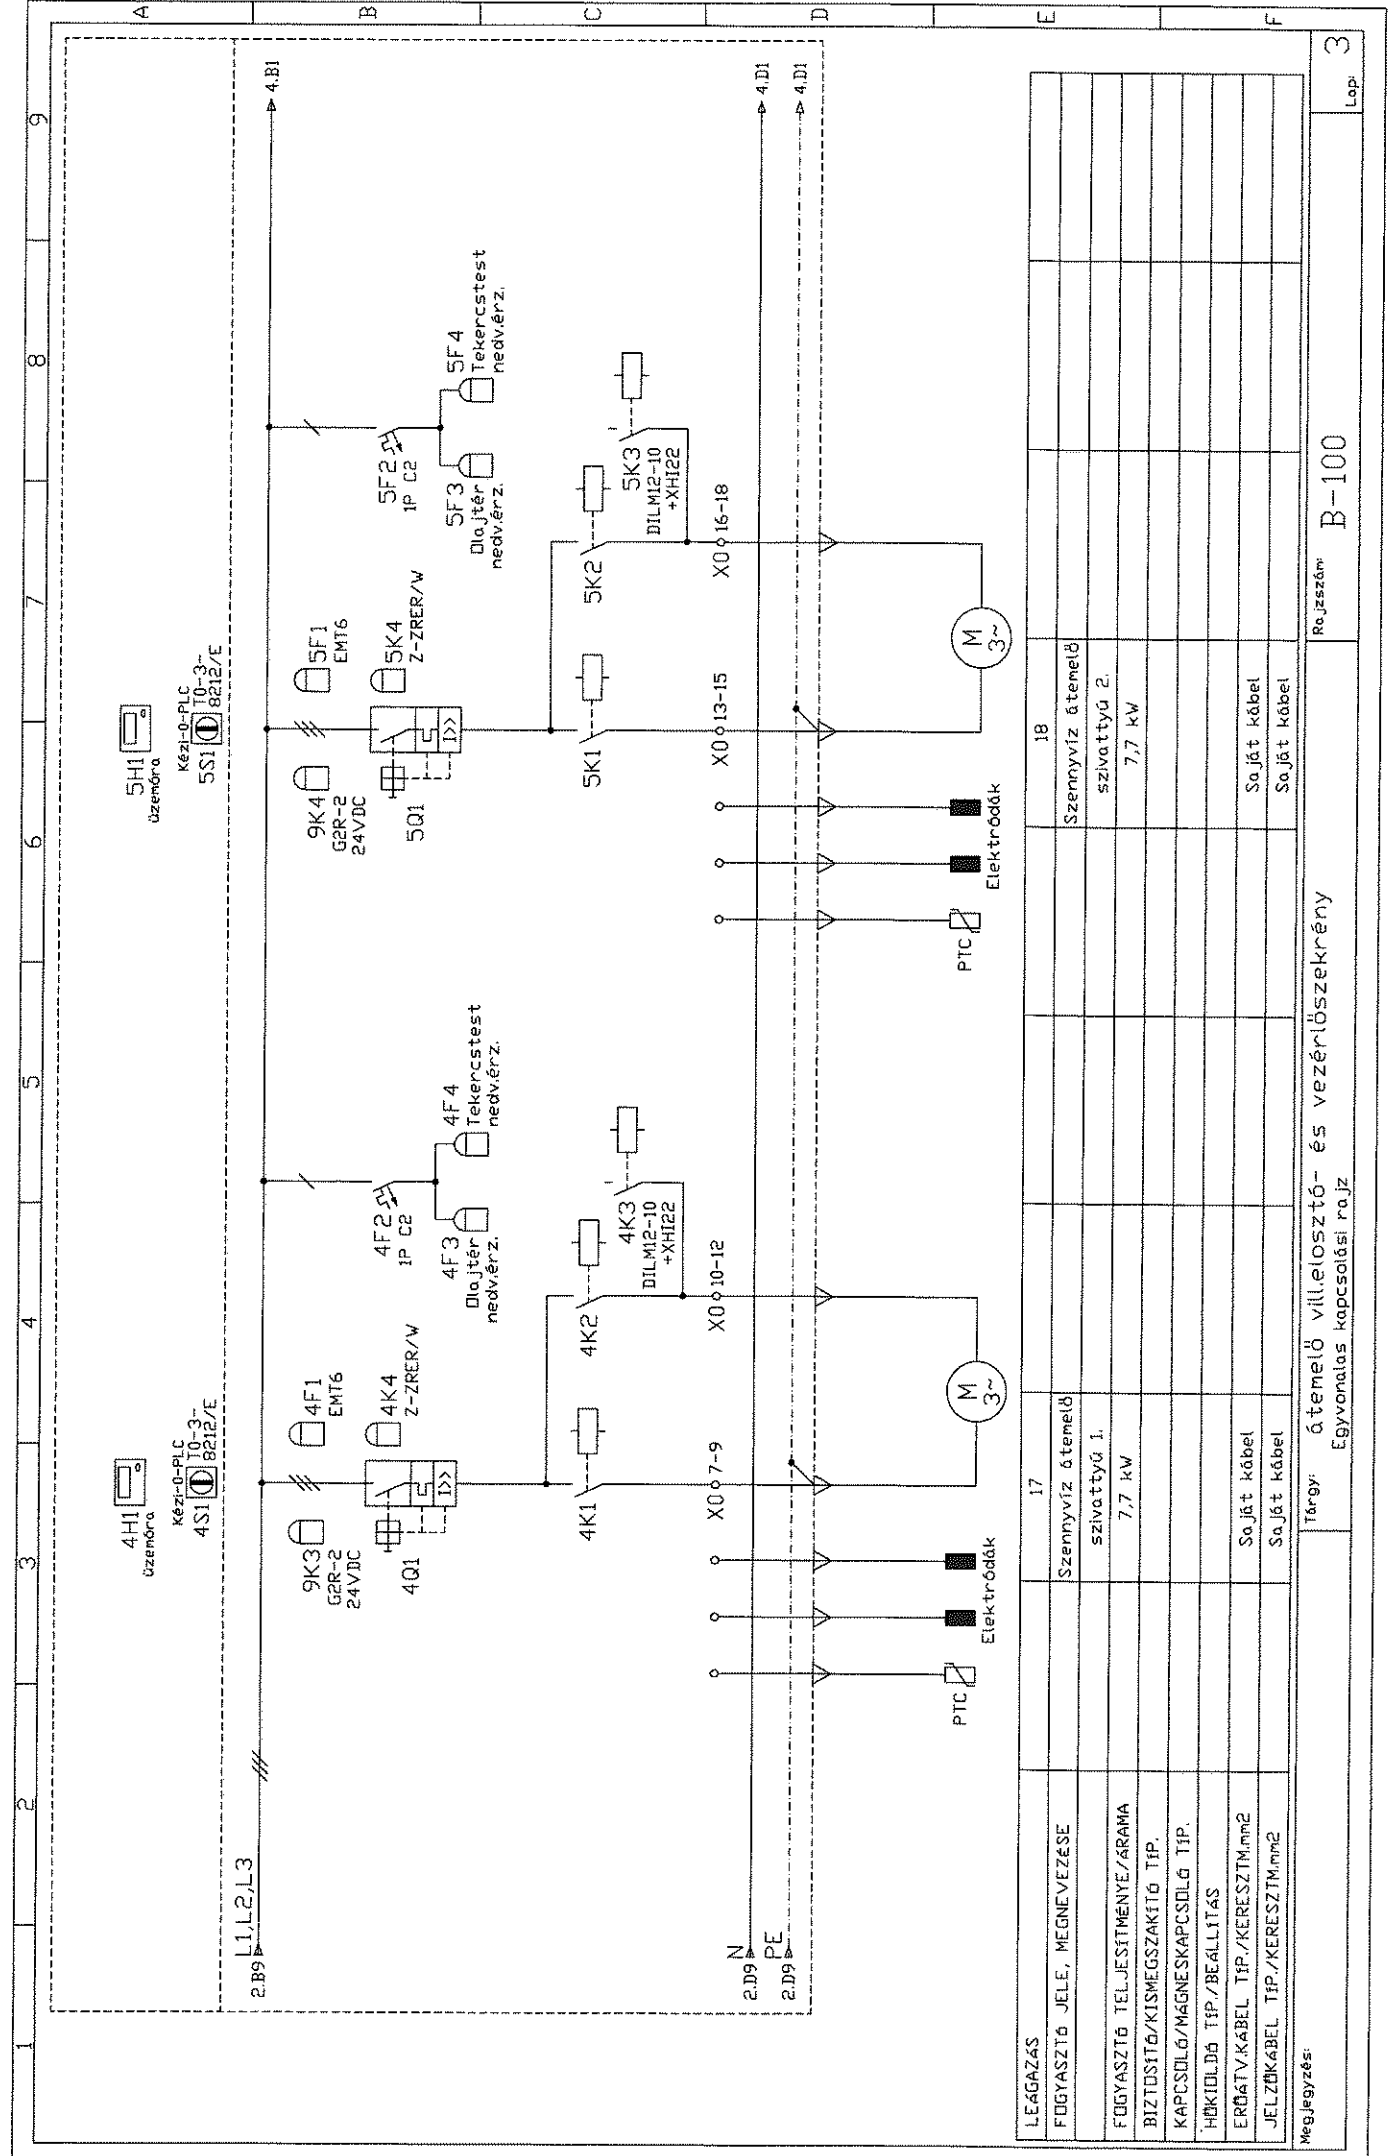 1 2 3 4 5 6 7 8 9
A
B
C
D
E
F
4H1
üzemóra
Kézi-0-PLC
4S1
T0-3-
8212/E
5H1
üzemóra
Kézi-0-PLC
5S1
T0-3-
8212/E
L1,L2,L3
2.B9
4.B1
9K3
G2R-2
24VDC
4F1
EMT6
4K4
Z-ZRER/W
4Q1
I>>
4F2
1P C2
4F3
Olajtér
nedv.érz.
4F4
Tekercstest
nedv.érz.
9K4
G2R-2
24VDC
5F1
EMT6
5K4
Z-ZRER/W
5Q1
I>>
5F2
1P C2
5F3
Olajtér
nedv.érz.
5F4
Tekercstest
nedv.érz.
4K1
4K2
4K3
DILM12-10
+XHI22
5K1
5K2
5K3
DILM12-10
+XHI22
X0 7-9
X0 10-12
X0 13-15
X0 16-18
N
2.D9
4.D1
PE
2.D9
4.D1
PTC
Elektródák
M
3~
PTC
Elektródák
M
3~
LEÁGAZÁS 17 18
FOGYASZTÓ JELE, MEGNEVEZÉSE Szennyvíz átemelő Szennyvíz átemelő
szivattyú 1. szivattyú 2.
FOGYASZTÓ TELJESÍTMÉNYE/ÁRAMA 7,7 kW 7,7 kW
BIZTOSÍTÓ/KISMEGSZAKÍTÓ TÍP.
KAPCSOLÓ/MÁGNESKAPCSOLÓ TÍP.
HŐKIOLDÓ TÍP./BEÁLLÍTÁS
ERŐÁTV.KÁBEL TÍP./KERESZTM.mm2 Saját kábel Saját kábel
JELZŐKÁBEL TÍP./KERESZTM.mm2 Saját kábel Saját kábel
Megjegyzés:
Tárgy: átemelő vill.elosztó- és vezérlőszekrény
Egyvonalas kapcsolási rajz
Rajzszám: B-100
Lap: 3